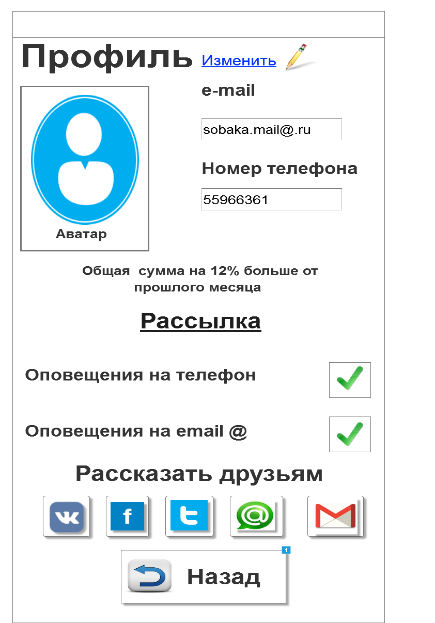 Профиль Изменить
e-mail
sobaka.mail@.ru
Номер телефона
55966361
Аватар
Общая сумма на 12% больше от
прошлого месяца
Рассылка
Оповещения на телефон
Оповещения на email @
Рассказать друзьям
f
@
1
Назад